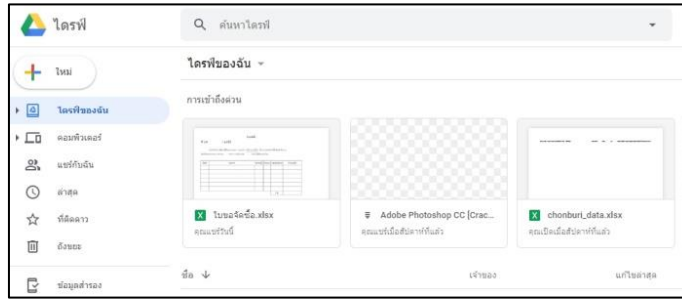 ไดรฟ์
ค้นหาไดรฟ์
ใหม่
ไดรฟ์ของฉัน
คอมพิวเตอร์
แชร์กับฉัน
ล่าสุด
ที่ติดดาว
ถังขยะ
ข้อมูลสำรอง
ไดรฟ์ของฉัน
การเข้าถึงด่วน
X ใบขอจัดซื้อ.xlsx
คุณแชร์วันนี้
Adobe Photoshop CC [Crac...
คุณแชร์เมื่อสัปดาห์ที่แล้ว
X chonburi_data.xlsx
คุณเปิดเมื่อสัปดาห์ที่แล้ว
ชื่อ เจ้าของ แก้ไขล่าสุด